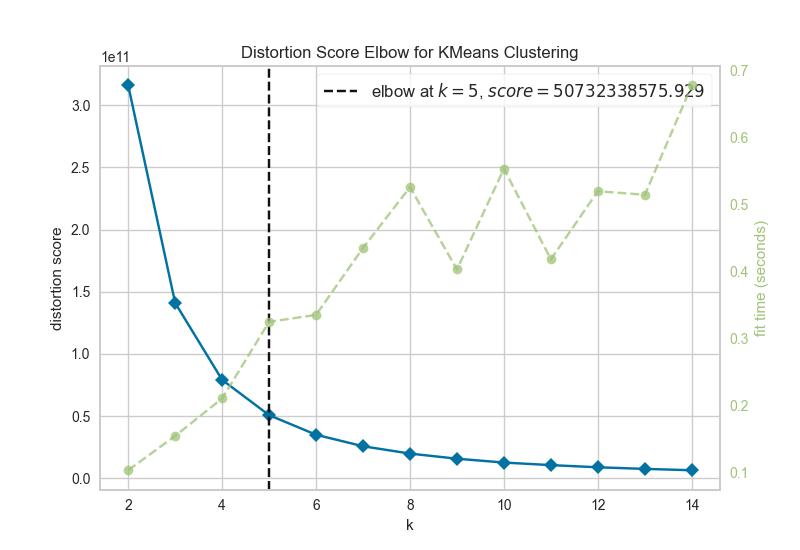 Distortion Score Elbow for KMeans Clustering
1e11
elbow at k = 5, score = 50732338575.929
distortion score
3.0
2.5
2.0
1.5
1.0
0.5
0.0
0.7
0.6
0.5
0.4
0.3
0.2
0.1
fit time (seconds)
2 4 6 8 10 12 14
k